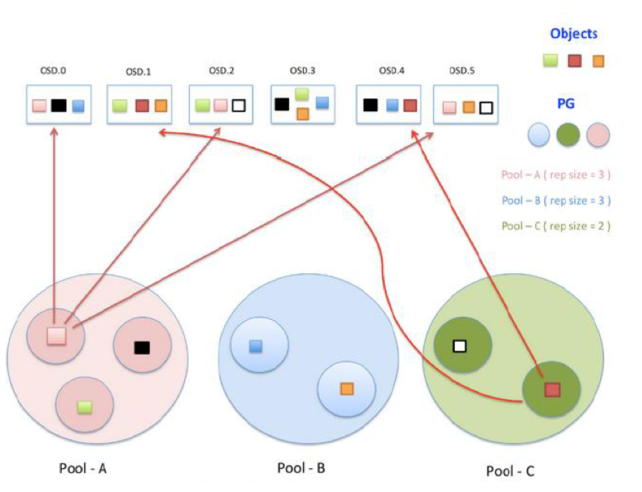 Objects
OSD.0 OSD.1 OSD.2 OSD.3 OSD.4 OSD.5
PG
Pool – A ( rep size = 3 )
Pool – B ( rep size = 3 )
Pool – C ( rep size = 2 )
Pool - A Pool - B Pool - C